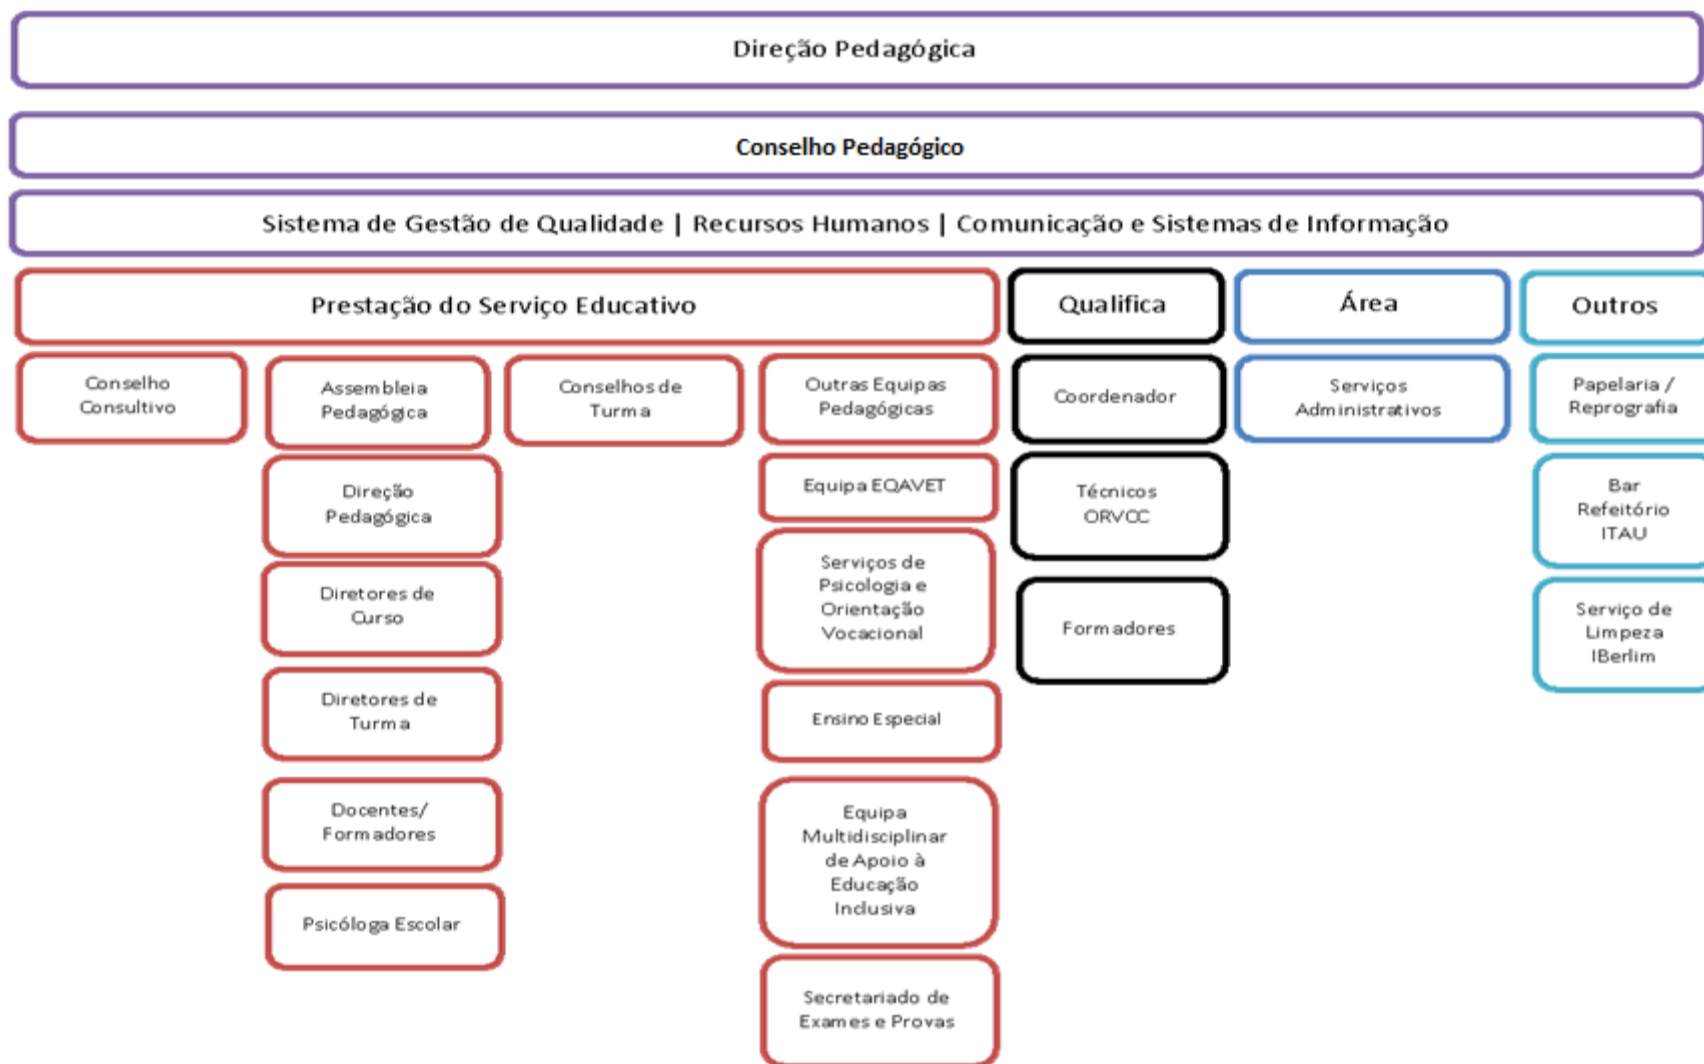 Direção Pedagógica
Conselho Pedagógico
Sistema de Gestão de Qualidade | Recursos Humanos | Comunicação e Sistemas de Informação
Prestação do Serviço Educativo
Qualifica
Área
Outros
Conselho
Consultivo
Assembleia
Pedagógica
Conselhos de
Turma
Outras Equipas
Pedagógicas
Coordenador
Serviços
Administrativos
Papelaria /
Reprografia
Direção
Pedagógica
Equipa EQAVET
Técnicos
ORVCC
Bar
Refeitório
ITAU
Diretores de
Curso
Serviços de
Psicologia e
Orientação
Vocacional
Formadores
Serviço de
Limpeza
IBerlim
Diretores de
Turma
Ensino Especial
Docentes/
Formadores
Equipa
Multidisciplinar
de Apoio à
Educação
Inclusiva
Psicóloga Escolar
Secretariado de
Exames e Provas